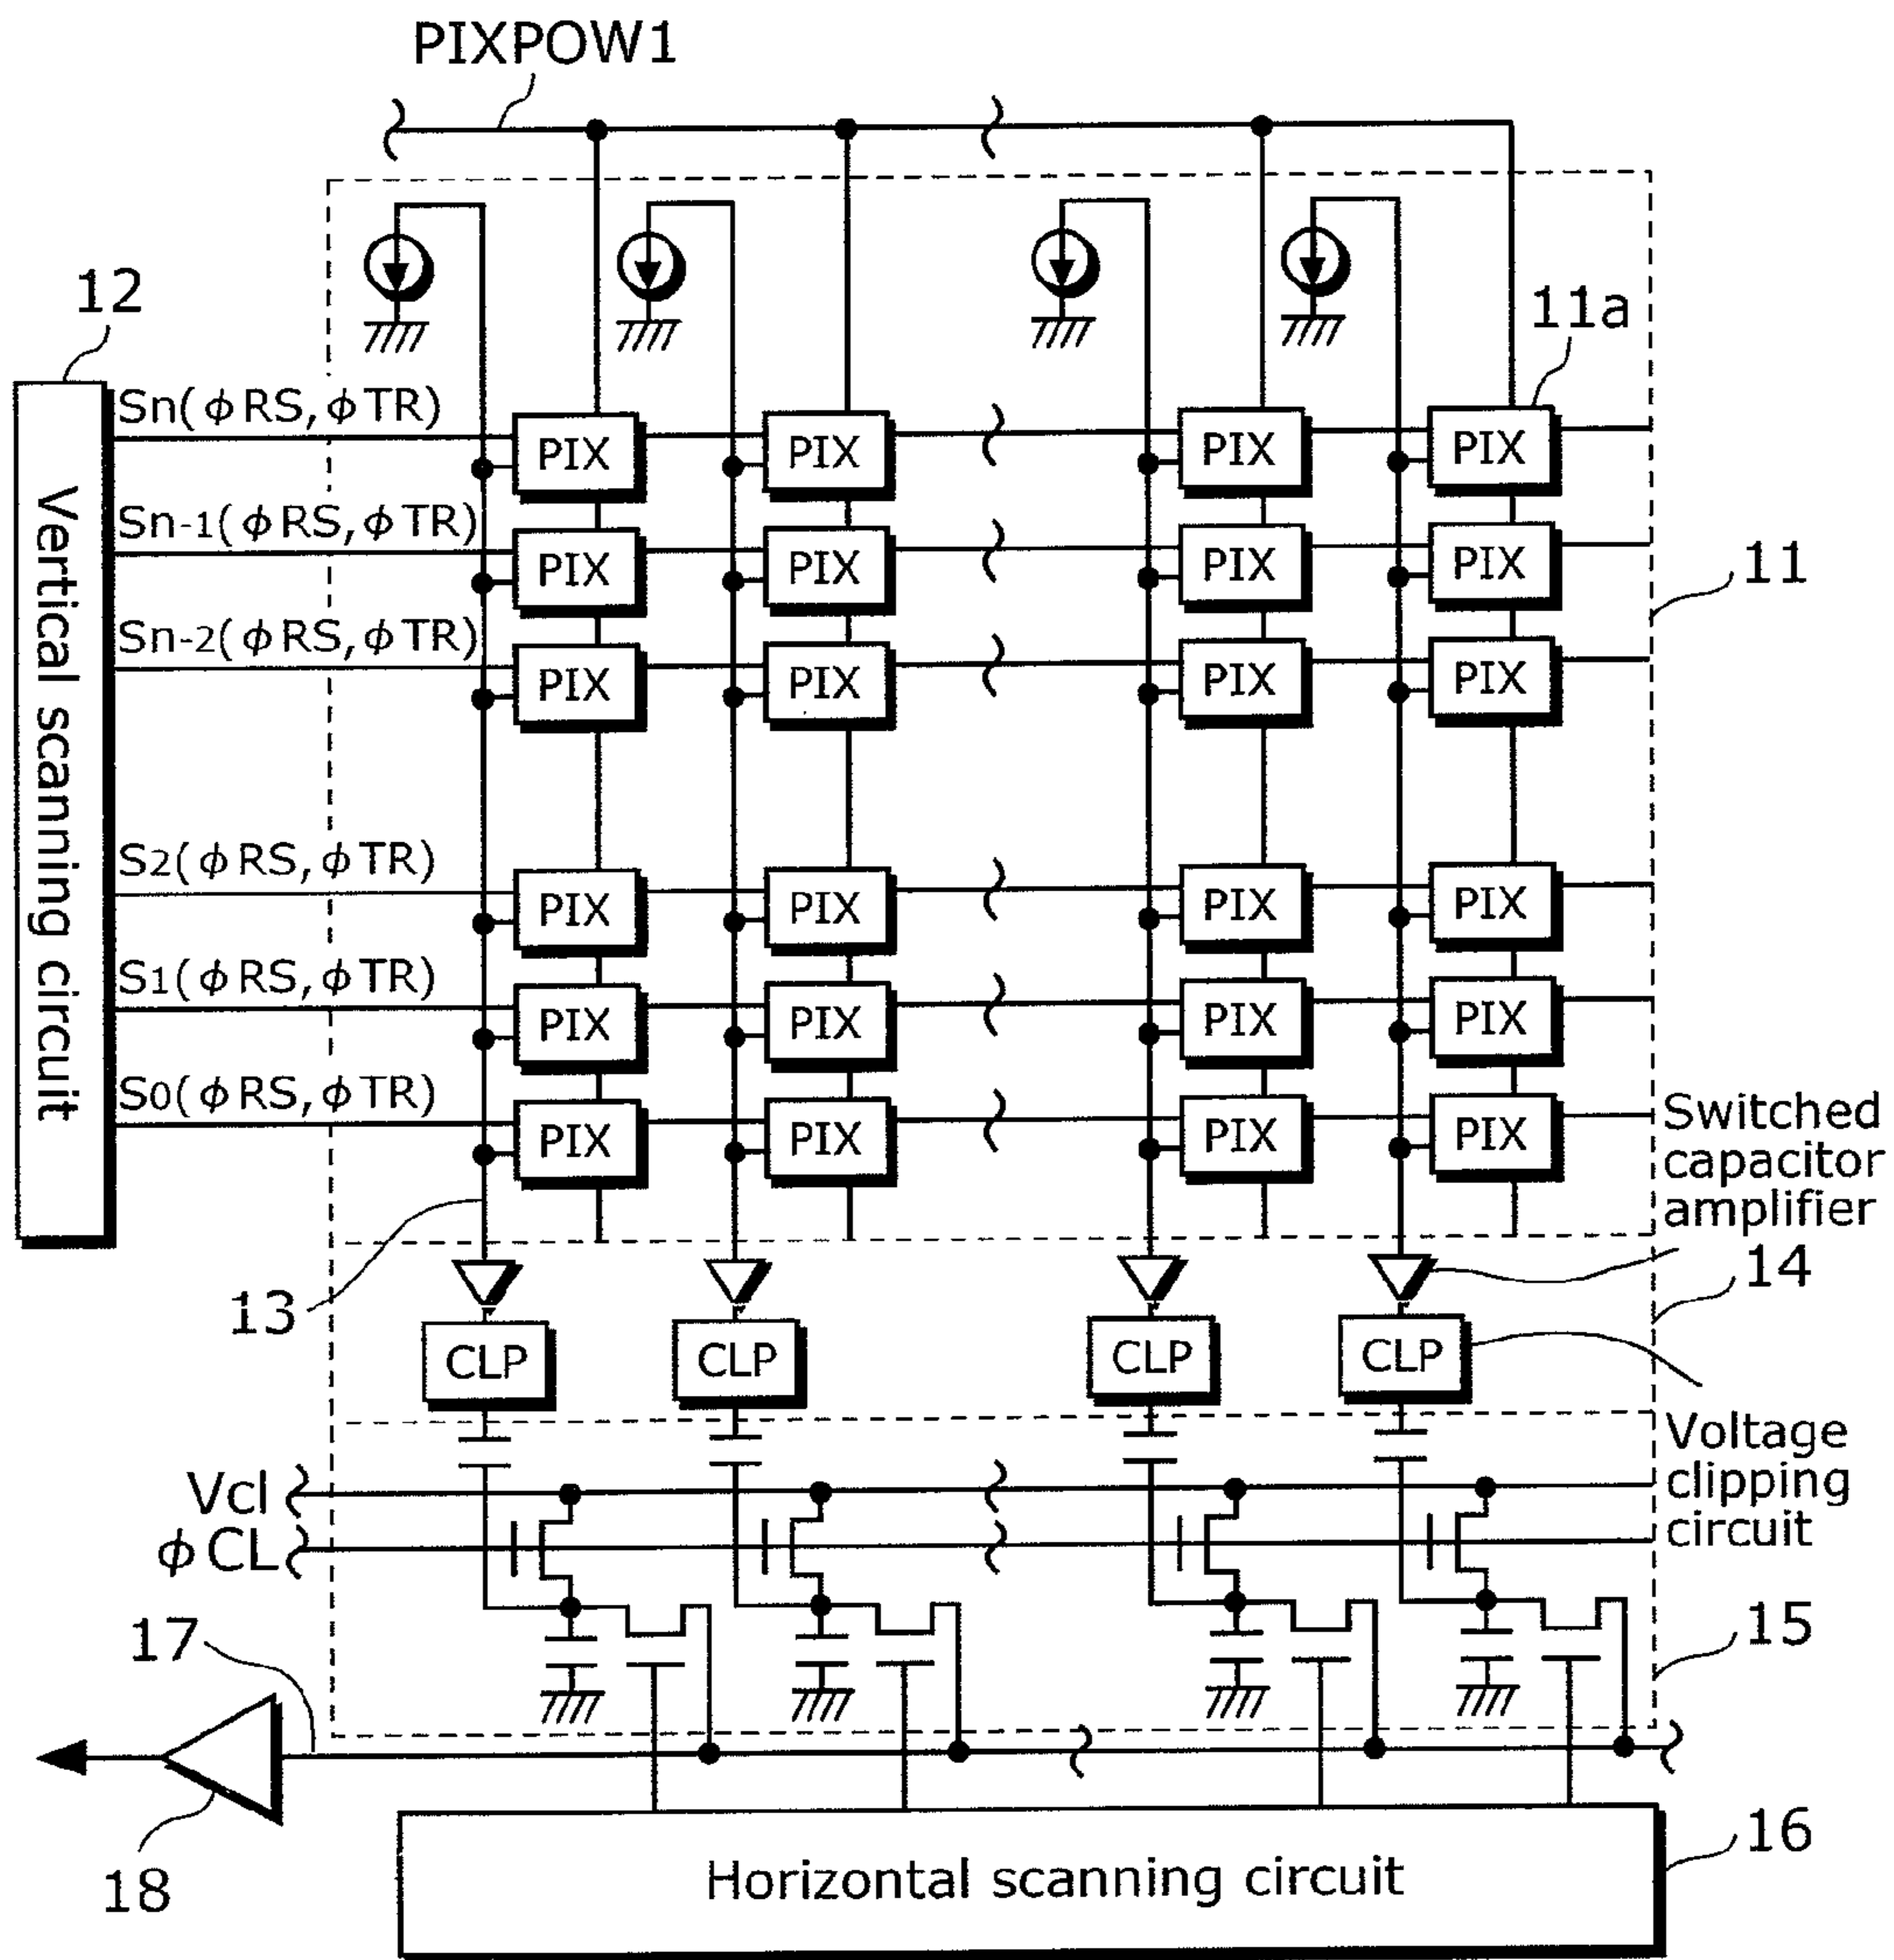 PIXPOW1
12
11a
Sn(ϕRS,ϕTR)
PIX PIX PIX PIX
Sn-1(ϕRS,ϕTR)
PIX PIX PIX PIX
11
Sn-2(ϕRS,ϕTR)
PIX PIX PIX PIX
Vertical scanning circuit
S2(ϕRS,ϕTR)
PIX PIX PIX PIX
S1(ϕRS,ϕTR)
PIX PIX PIX PIX
S0(ϕRS,ϕTR)
PIX PIX PIX PIX
Switched
capacitor
amplifier
13
14
CLP CLP CLP CLP
Voltage
clipping
circuit
Vcl
ϕCL
15
17
18
16
Horizontal scanning circuit